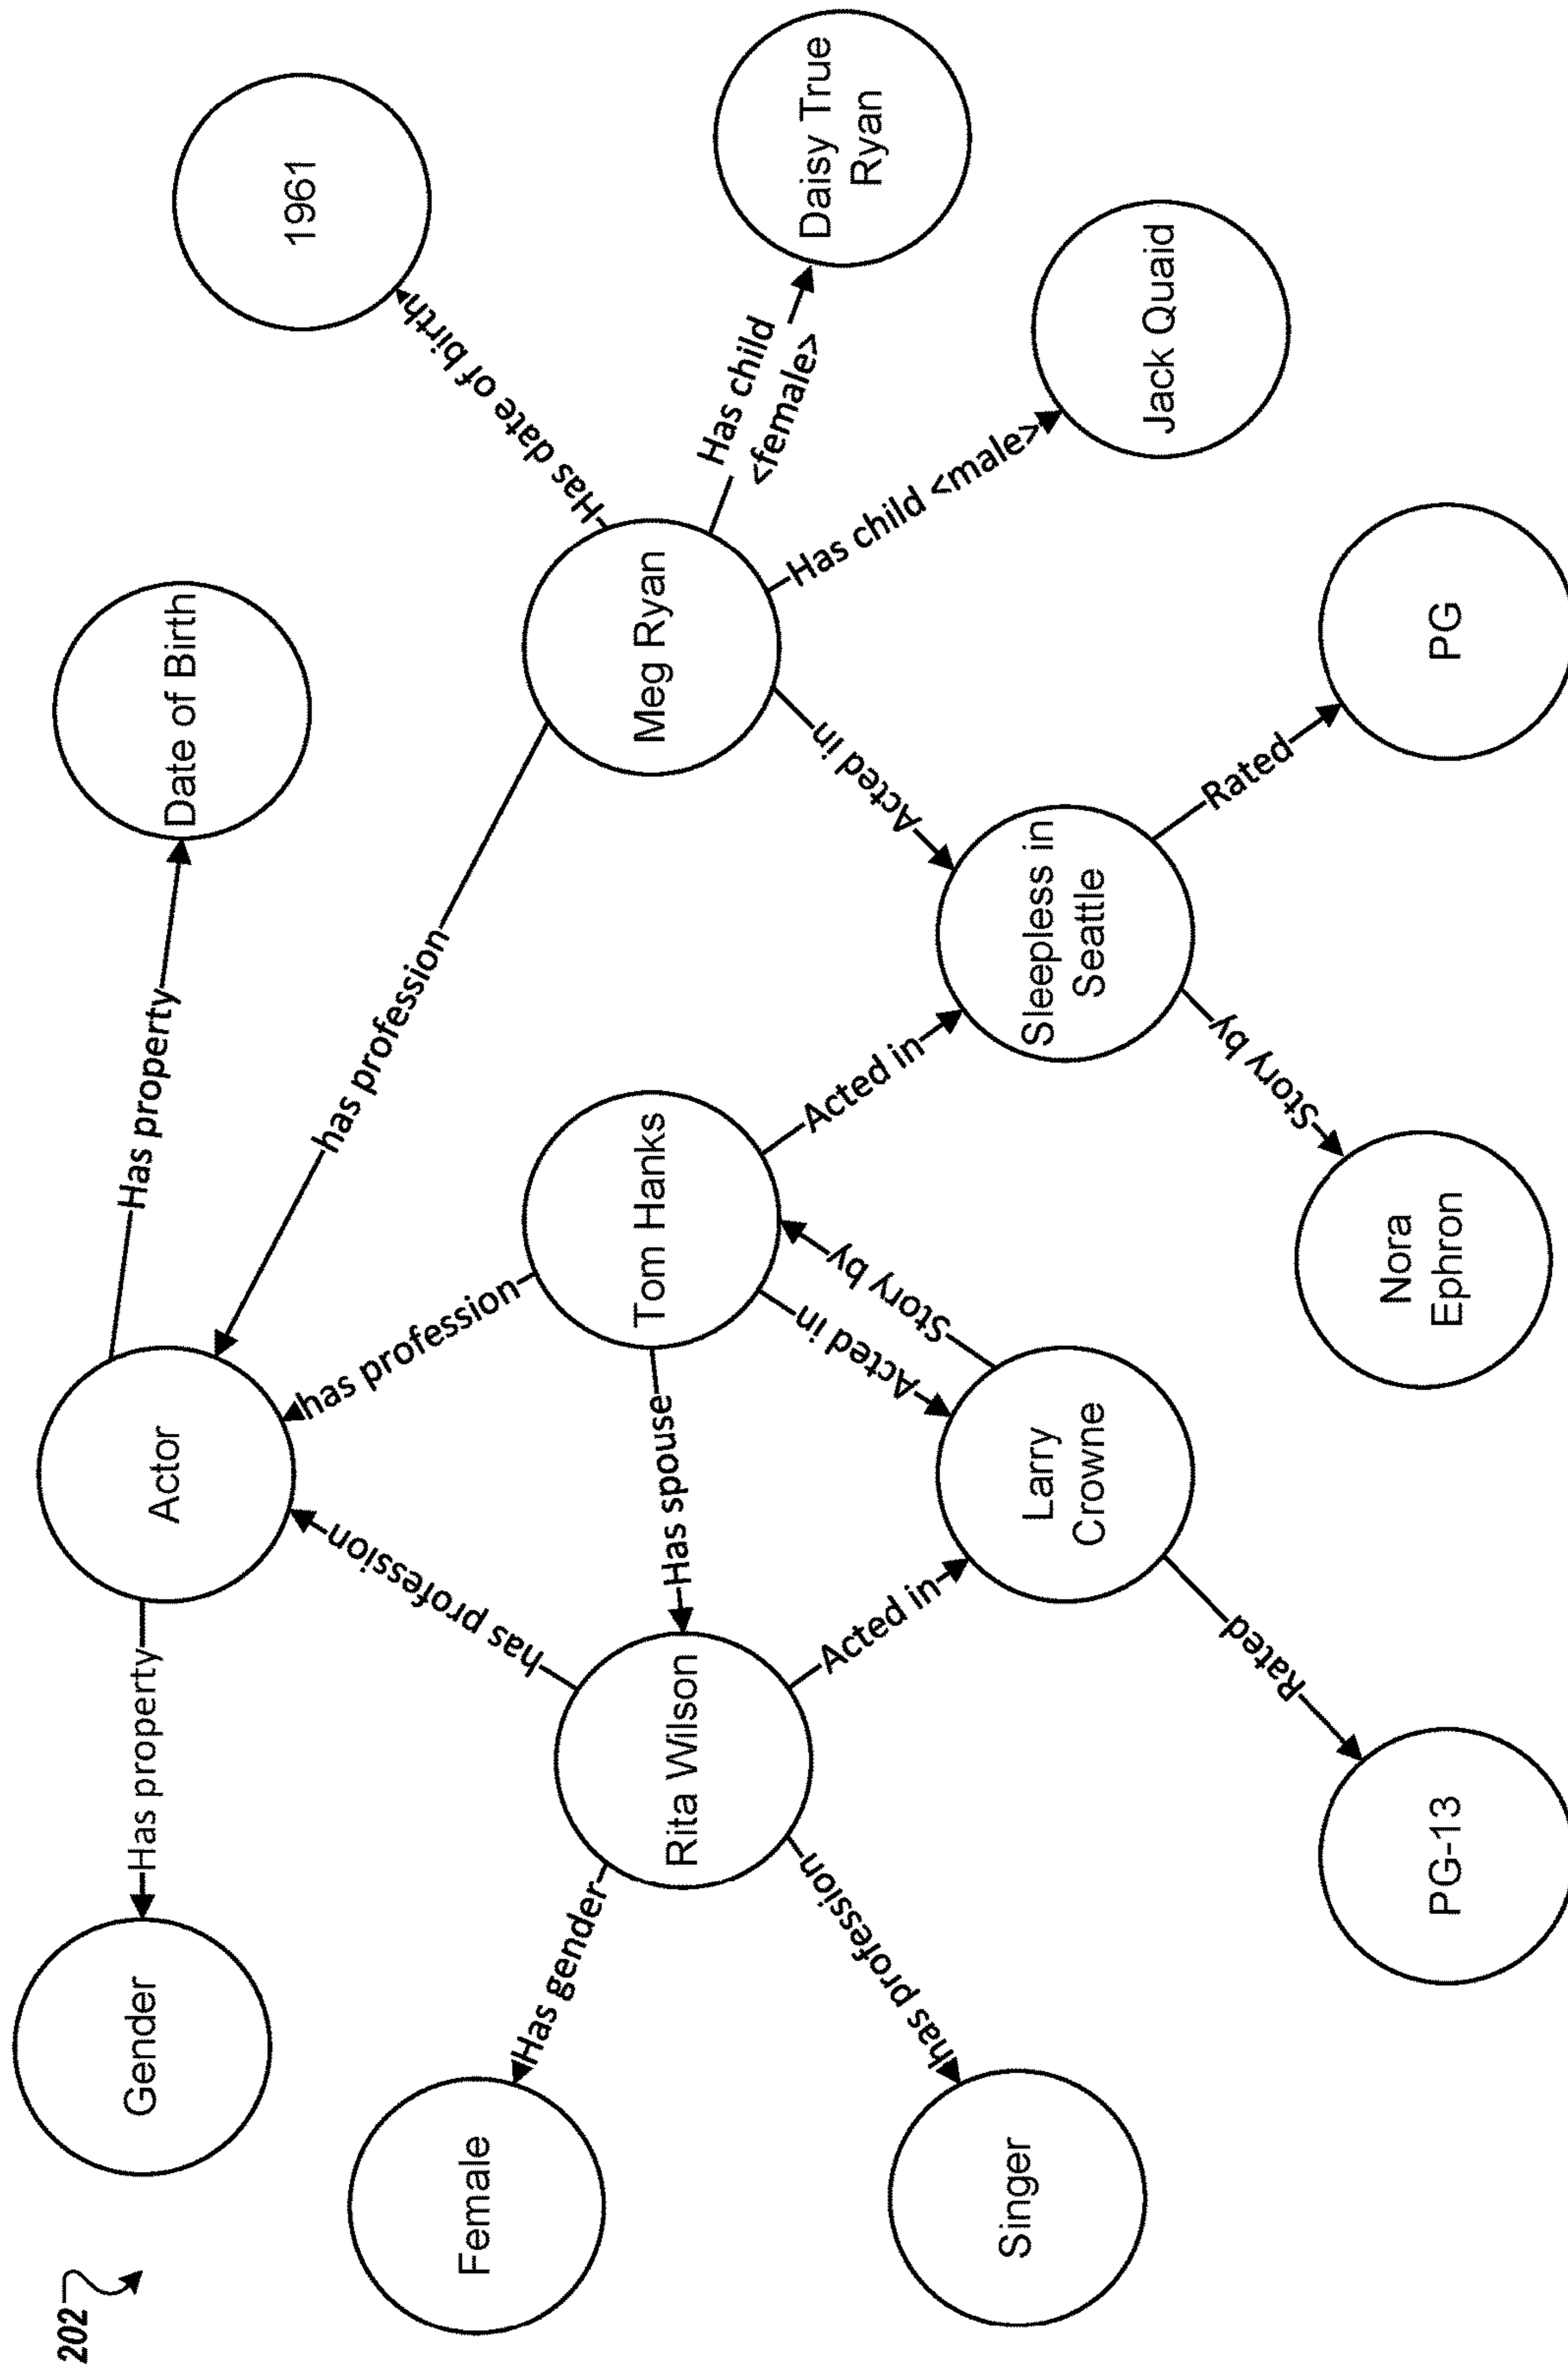 202
Gender
Has property
Actor
Has property
Date of Birth
has profession
1961
Has date of birth
Female
Has gender
has profession
has profession
Rita Wilson
Has spouse
Tom Hanks
Meg Ryan
Has child
<female>
Daisy True
Ryan
Has child <male>
Jack Quaid
has profession
Singer
Acted in
Acted in
Story by
Acted in
Acted in
Larry
Crowne
Sleepless in
Seattle
Rated
PG-13
Story by
Nora
Ephron
Rated
PG